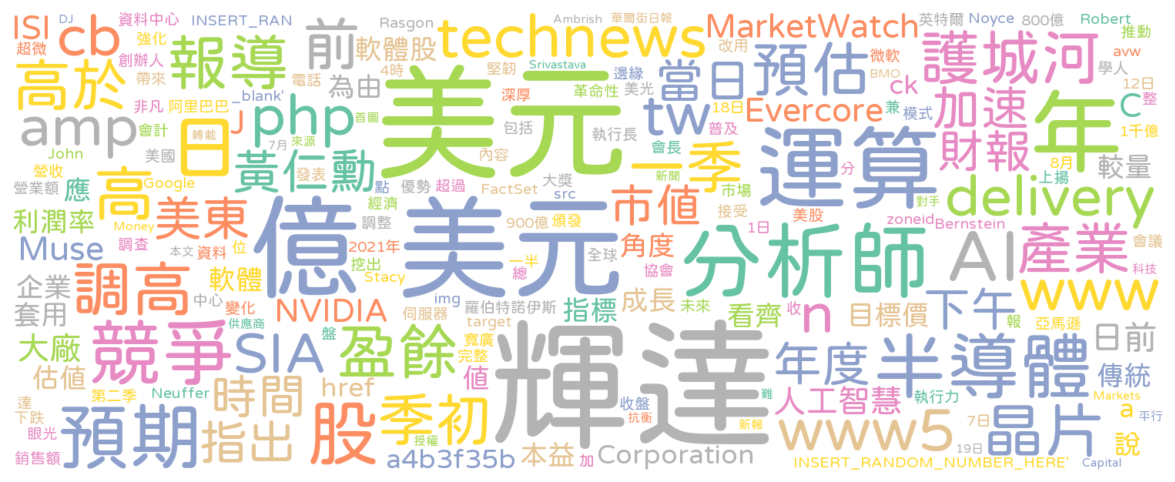 ISI
DJ
資料中心
INSERT_RAN
Rasgon
Ambrish
華爾街日報
MarketWatch
英特爾
Noyce
800億
Robert
超微
cb
強化
報導
前
軟體股
technews
改用
微軟
護城河
推動
創辦人
高於
帶來
電話
4時
為由
堅韌
Srivastava
邊緣
當日
預估
BMO
avw
學人
非凡
阿里巴巴
_blank'
美元
深厚
革命性
美光
18日
Evercore
ck
兼
模式
加速
12日
整
amp
會計
J
php
首圖
包括
執行長
tw
普及
C
年
1千億
日
轉載
7月
來源
內容
會長
一季
運算
財報
John
美國
黃仁勳
發表
8月
較量
營收
營業額
應
高
Google
點
優勢
超過
FactSet
大獎
src
新聞
市場
接受
分
對手
上揚
利潤率
美東
經濟
調整
900億
頒發
市值
1日
美股
zoneid
Bernstein
delivery
Muse
調查
本文
資料
位
Money
億
美元
2021年
挖出
一半
總
全球
角度
協會
分析師
AI
產業
會議
科技
企業
調高
軟體
中心
Stacy
img
羅伯特諾伊斯
指標
成長
未來
收
n
www
套用
變化
NVIDIA
伺服器
target
寬廣
看齊
目標價
下午
報
亞馬遜
日前
大廠
競爭
供應商
SIA
盤
盈餘
完整
值
輝達
年度
半導體
傳統
估值
第二季
Neuffer
時間
href
難
人工智慧
執行力
a
Markets
平行
達
下跌
預期
指出
股
季初
收盤
抗衡
新報
www5
7日
晶片
說
眼光
銷售額
授權
a4b3f35b
本益
加
Corporation
INSERT_RANDOM_NUMBER_HERE'
19日
Capital